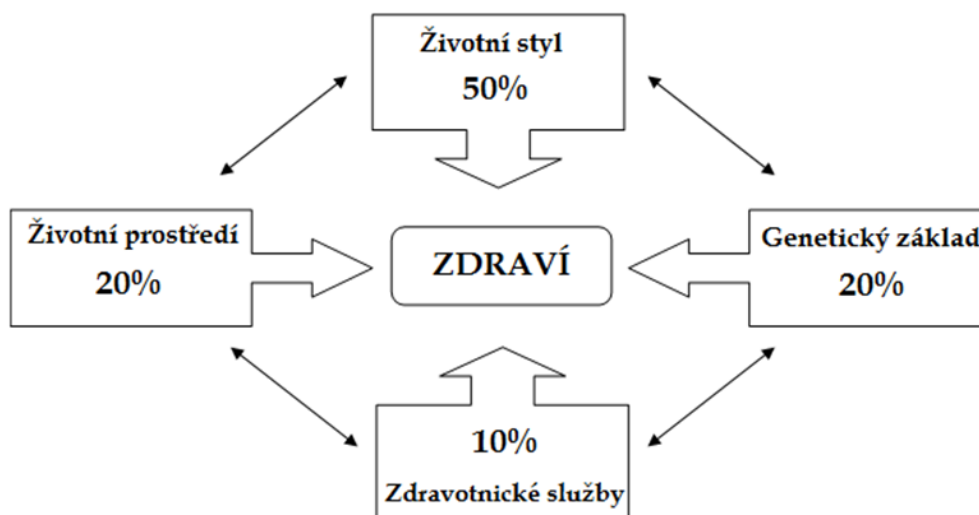 Životní styl
50%
Životní prostředí
20%
ZDRAVÍ
Genetický základ
20%
10%
Zdravotnické služby